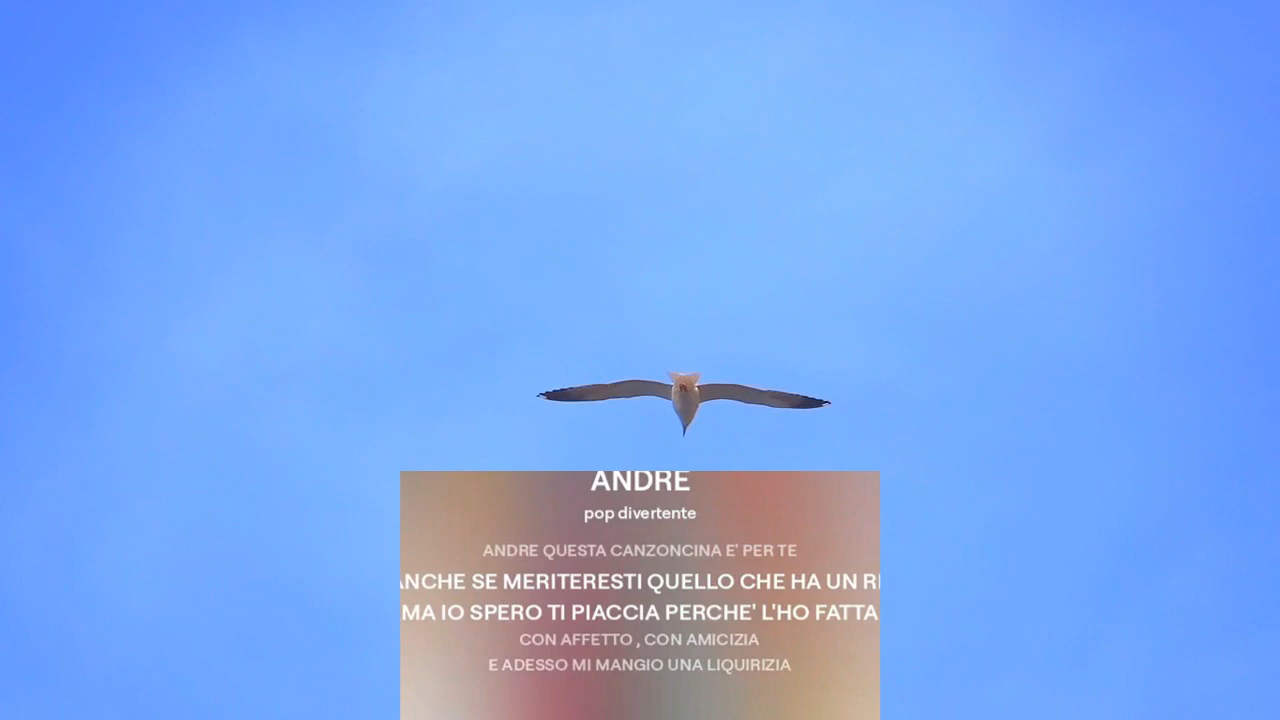 ANDRE
pop divertente
ANDRE QUESTA CANZONCINA E' PER TE
ANCHE SE MERITERESTI QUELLO CHE HA UN
MA IO SPERO TI PIACCIA PERCHE' L'HO FATTA
CON AFFETTO , CON AMICIZIA
E ADESSO MI MANGIO UNA LIQUIRIZIA